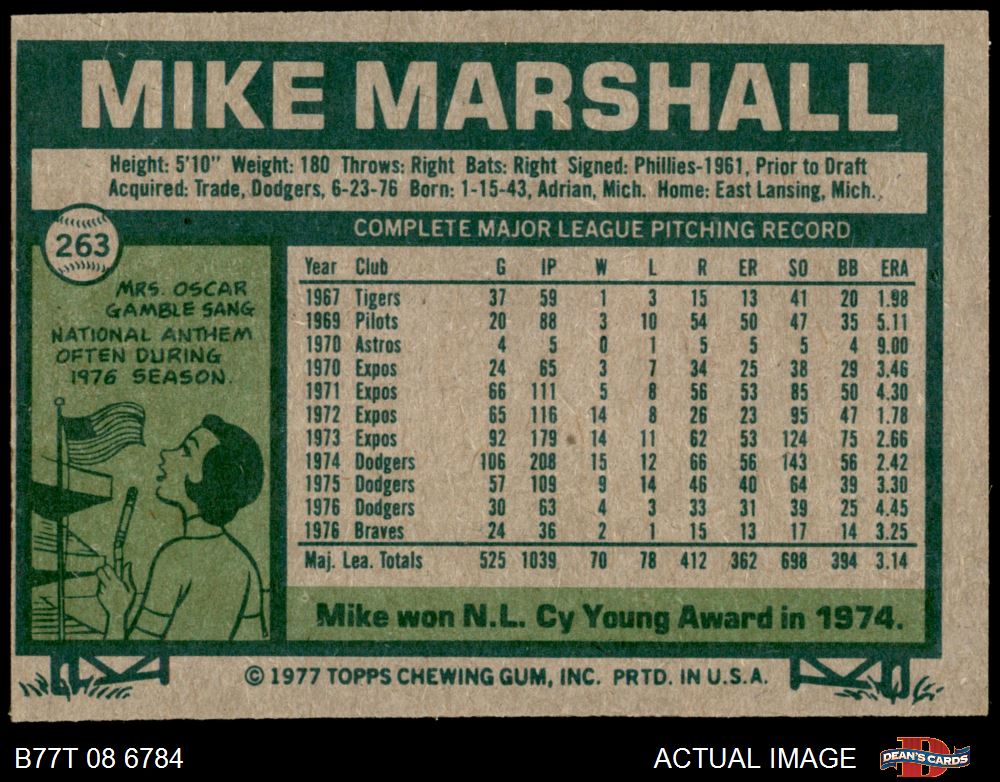 MIKE MARSHALL
Height: 5'10" Weight: 180 Throws: Right Bats: Right Signed: Phillies-1961, Prior to Draft
Acquired: Trade, Dodgers, 6-23-76 Born: 1-15-43, Adrian, Mich. Home: East Lansing, Mich.
263
MRS. OSCAR
GAMBLE SANG
NATIONAL ANTHEM
OFTEN DURING
1976 SEASON.
COMPLETE MAJOR LEAGUE PITCHING RECORD
Year Club G IP W L R ER SO BB ERA
1967 Tigers 37 59 1 3 15 13 41 20 1.98
1969 Pilots 20 88 3 10 54 50 47 35 5.11
1970 Astros 4 5 0 1 5 5 5 4 9.00
1970 Expos 24 65 3 7 34 25 38 29 3.46
1971 Expos 66 111 5 8 56 53 85 50 4.30
1972 Expos 65 116 14 8 26 23 95 47 1.78
1973 Expos 92 179 14 11 62 53 124 75 2.66
1974 Dodgers 106 208 15 12 66 56 143 56 2.42
1975 Dodgers 57 109 9 14 46 40 64 39 3.30
1976 Dodgers 30 63 4 3 33 31 39 25 4.45
1976 Braves 24 36 2 1 15 13 17 14 3.25
Maj. Lea. Totals 525 1039 70 78 412 362 698 394 3.14
Mike won N.L. Cy Young Award in 1974.
© 1977 TOPPS CHEWING GUM, INC. PRTD. IN U.S.A.
B77T 08 6784
ACTUAL IMAGE
DEAN'S CARDS